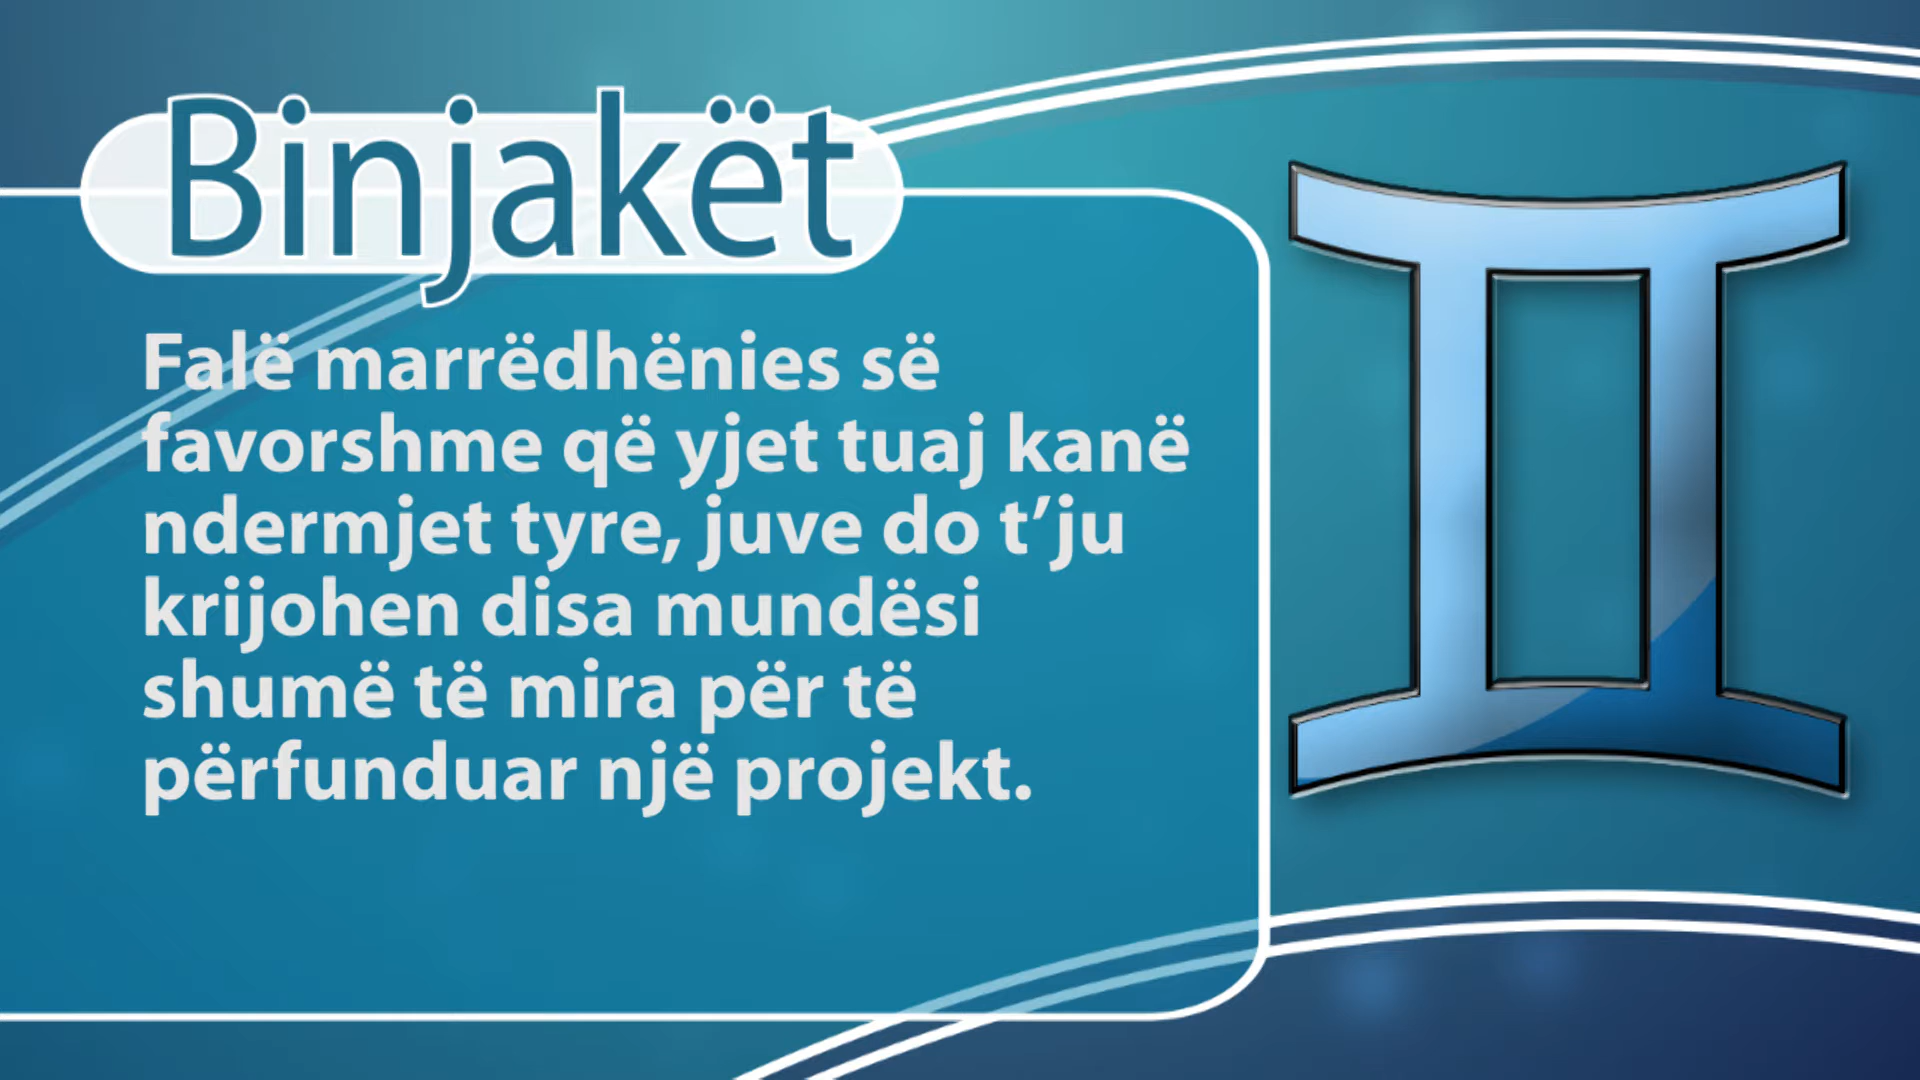 Binjakët
Falë marrëdhënies së
favorshme që yjet tuaj kanë
ndermjet tyre, juve do t’ju
krijohen disa mundësi
shumë të mira për të
përfunduar një projekt.